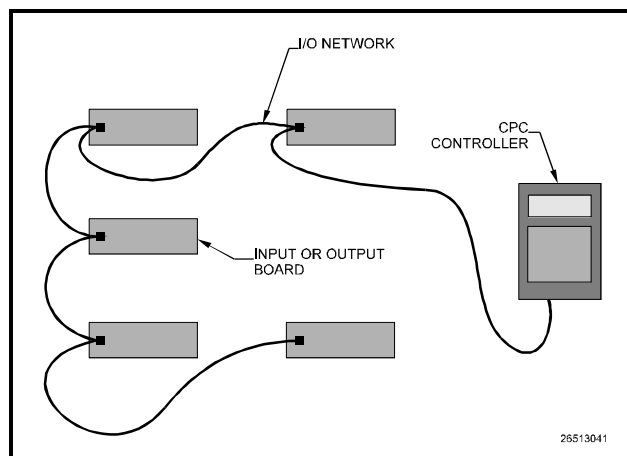 I/O NETWORK
CPC
CONTROLLER
INPUT OR OUTPUT
BOARD
26513041